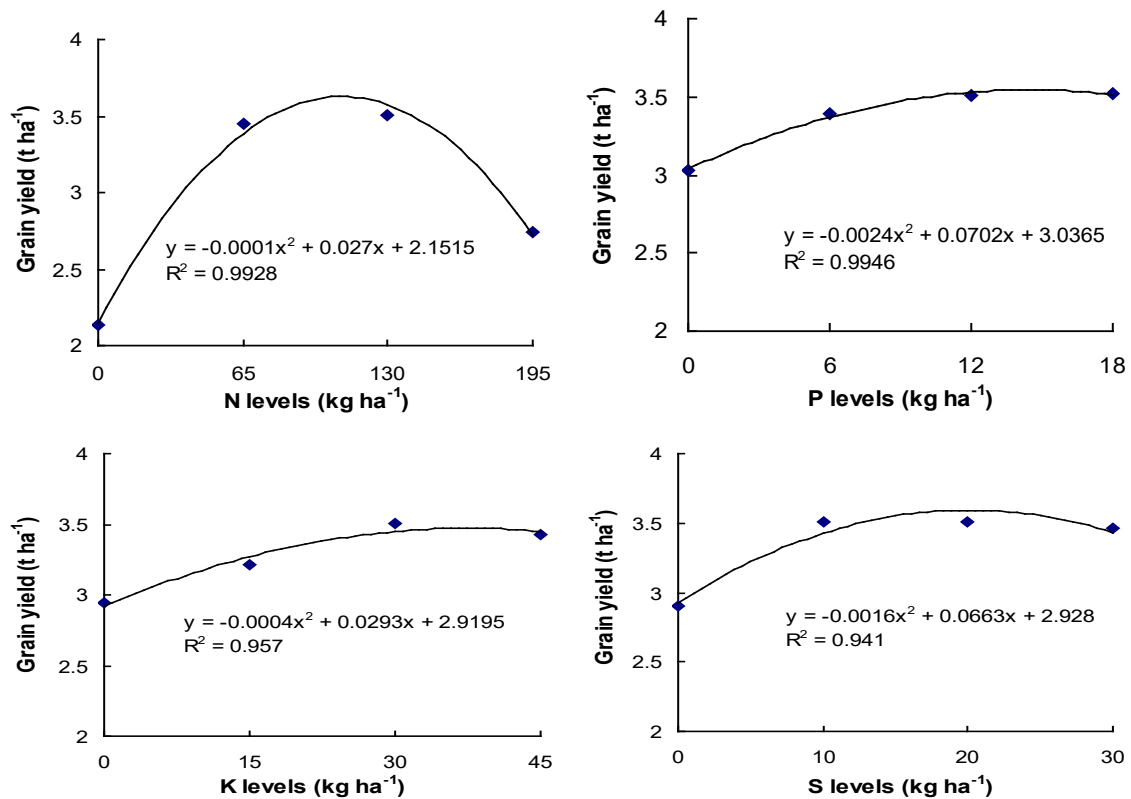 4
3.5
3
2.5
2
Grain yield (t ha⁻¹)
y = -0.0001x² + 0.027x + 2.1515
R² = 0.9928
0 65 130 195
N levels (kg ha⁻¹)
4
3.5
3
2.5
2
Grain yield (t ha⁻¹)
y = -0.0024x² + 0.0702x + 3.0365
R² = 0.9946
0 6 12 18
P levels (kg ha⁻¹)
4
3.5
3
2.5
2
Grain yield (t ha⁻¹)
y = -0.0004x² + 0.0293x + 2.9195
R² = 0.957
0 15 30 45
K levels (kg ha⁻¹)
4
3.5
3
2.5
2
Grain yield (t ha⁻¹)
y = -0.0016x² + 0.0663x + 2.928
R² = 0.941
0 10 20 30
S levels (kg ha⁻¹)